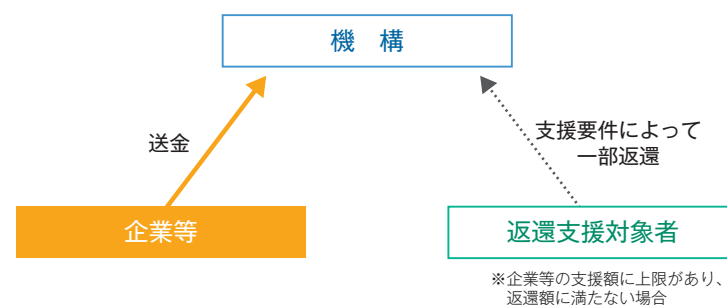 機 構
送金
支援要件によって
一部返還
企業等
返還支援対象者
※企業等の支援額に上限があり、
返還額に満たない場合